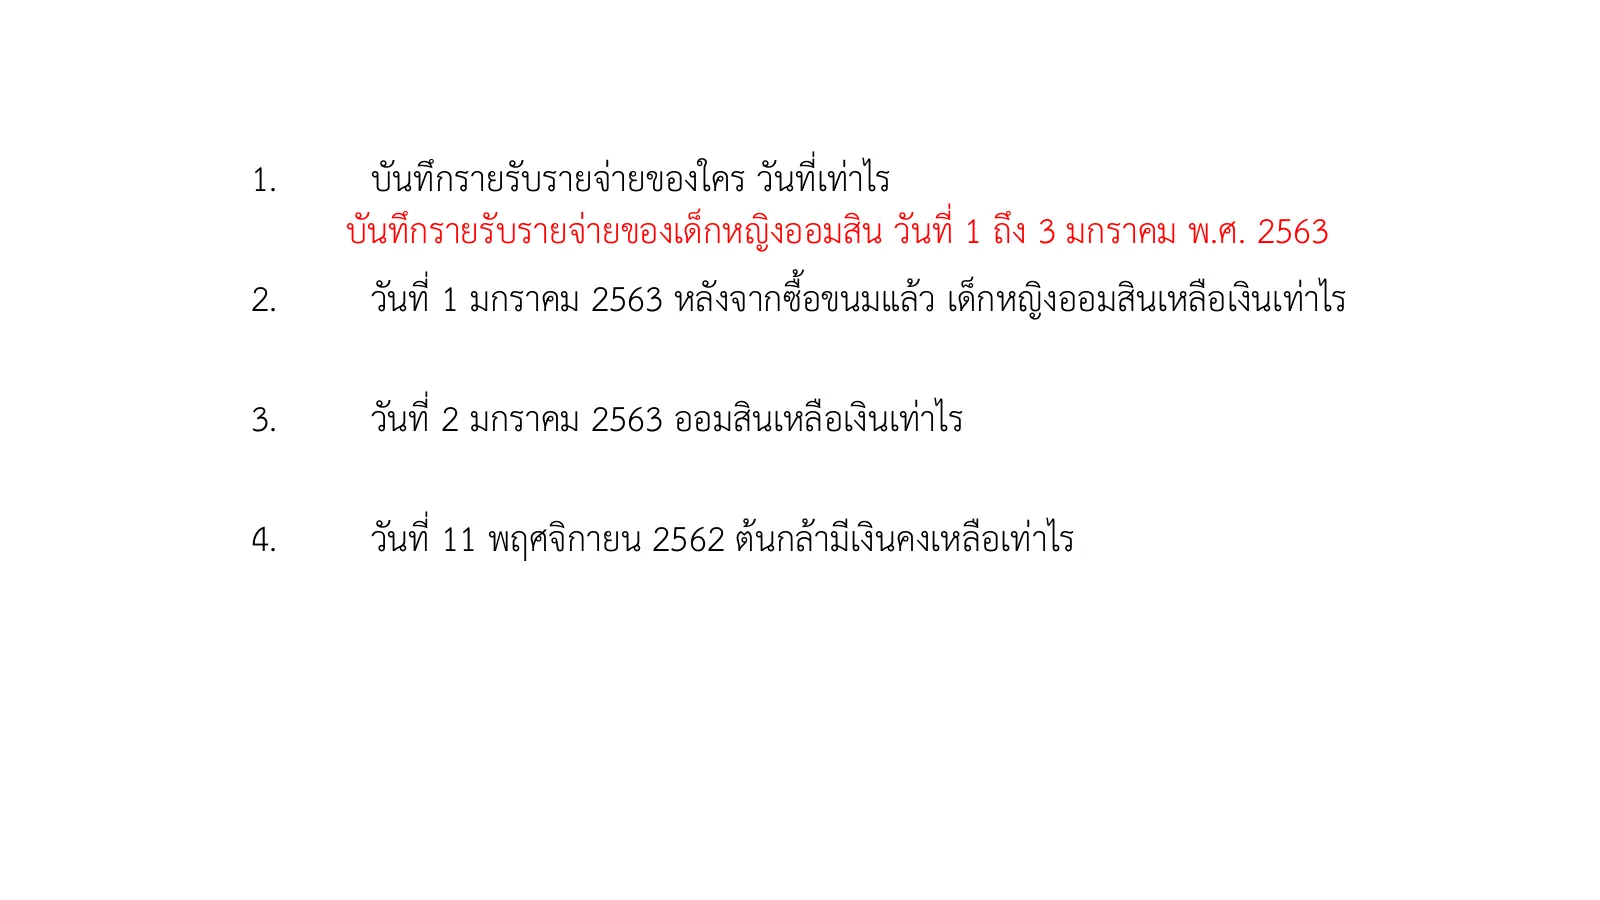 1. บันทึกรายรับรายจ่ายของใคร วันที่เท่าไร
บันทึกรายรับรายจ่ายของเด็กหญิงออมสิน วันที่ 1 ถึง 3 มกราคม พ.ศ. 2563
2. วันที่ 1 มกราคม 2563 หลังจากซื้อขนมแล้ว เด็กหญิงออมสินเหลือเงินเท่าไร
3. วันที่ 2 มกราคม 2563 ออมสินเหลือเงินเท่าไร
4. วันที่ 11 พฤศจิกายน 2562 ต้นกล้ามีเงินคงเหลือเท่าไร